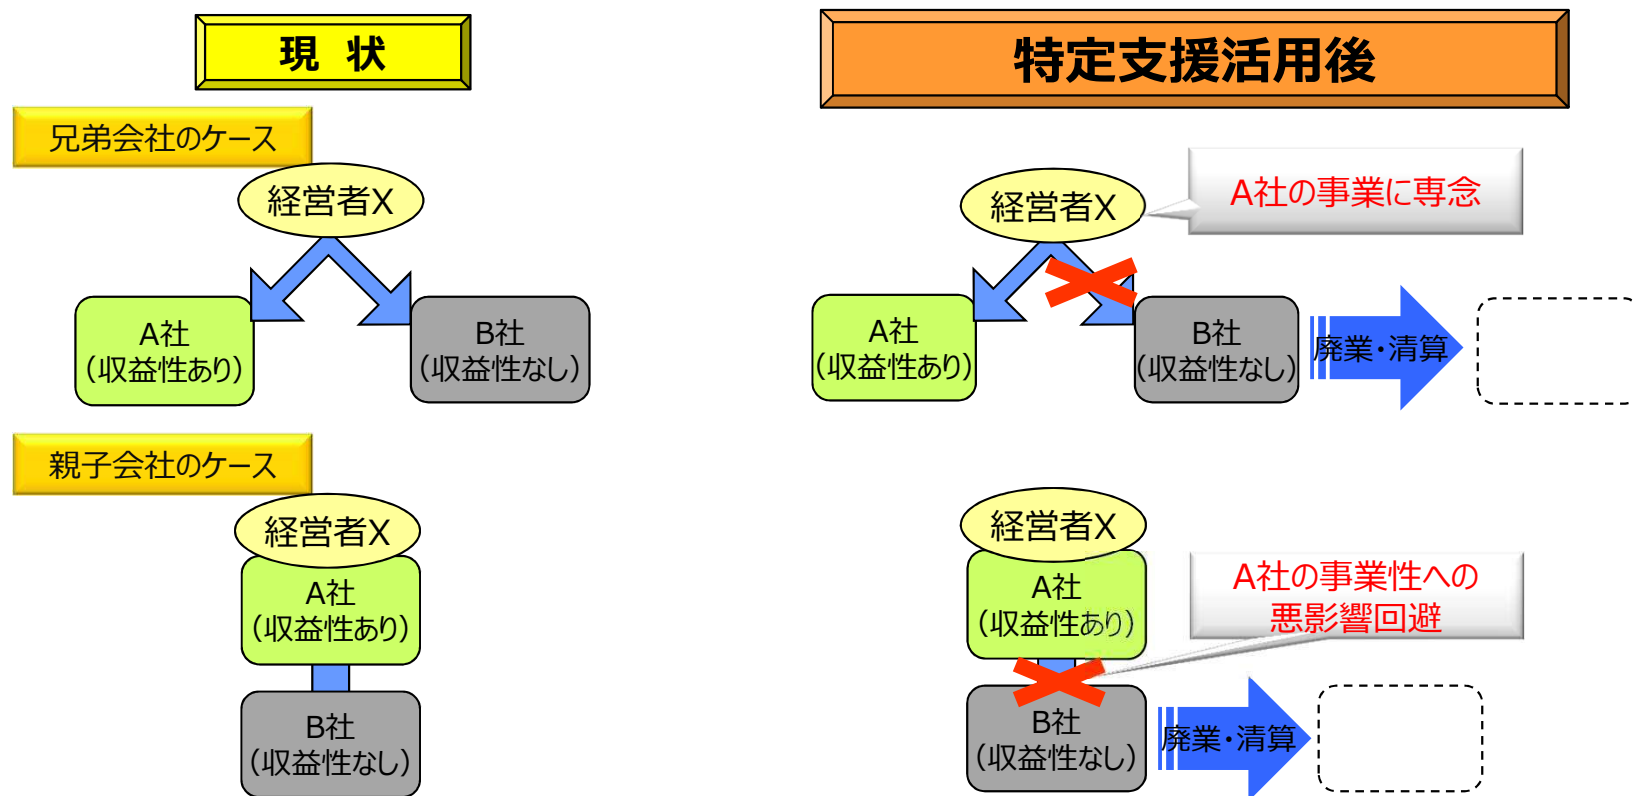 現 状
特定支援活用後
兄弟会社のケース
経営者X
A社
（収益性あり）
B社
（収益性なし）
経営者X
A社の事業に専念
A社
（収益性あり）
B社
（収益性なし）
廃業・清算
親子会社のケース
経営者X
A社
（収益性あり）
B社
（収益性なし）
経営者X
A社
（収益性あり）
A社の事業性への
悪影響回避
B社
（収益性なし）
廃業・清算